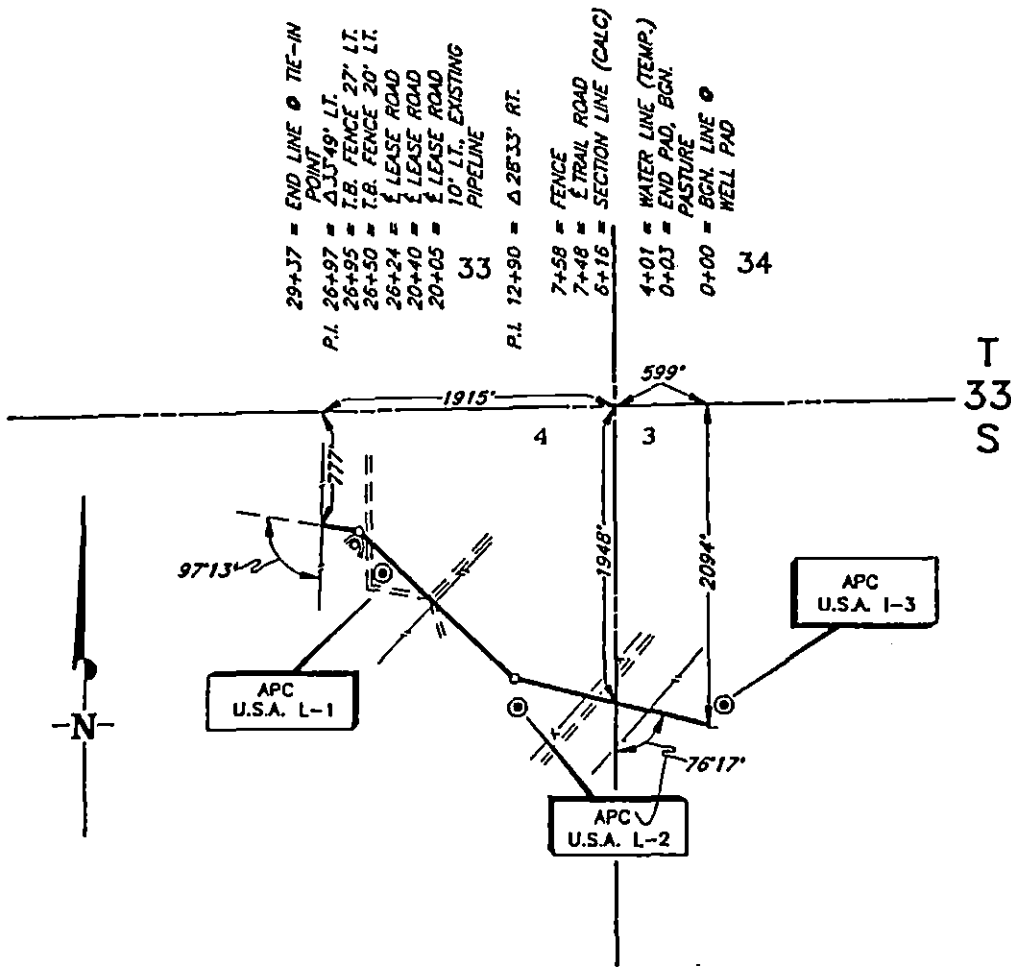 29+37 = END LINE @ TIE-IN
POINT
P.I. 26+97 = Δ33°49' LT.
26+95 = T.B. FENCE 27' LT.
26+50 = T.B. FENCE 20' LT.
26+24 = ℄ LEASE ROAD
20+40 = ℄ LEASE ROAD
20+05 = ℄ LEASE ROAD
10' LT., EXISTING
PIPELINE
33
P.I. 12+90 = Δ28°33' RT.
7+58 = FENCE
7+48 = ℄ TRAIL ROAD
6+16 = SECTION LINE (CALC)
4+01 = WATER LINE (TEMP.)
0+03 = END PAD, BGN.
PASTURE
0+00 = BGN. LINE @
WELL PAD
34
T
33
S
1915'
599'
4
3
777'
1948'
2094'
97°13'
APC
U.S.A. I-3
APC
U.S.A. L-1
N
76°17'
APC
U.S.A. L-2